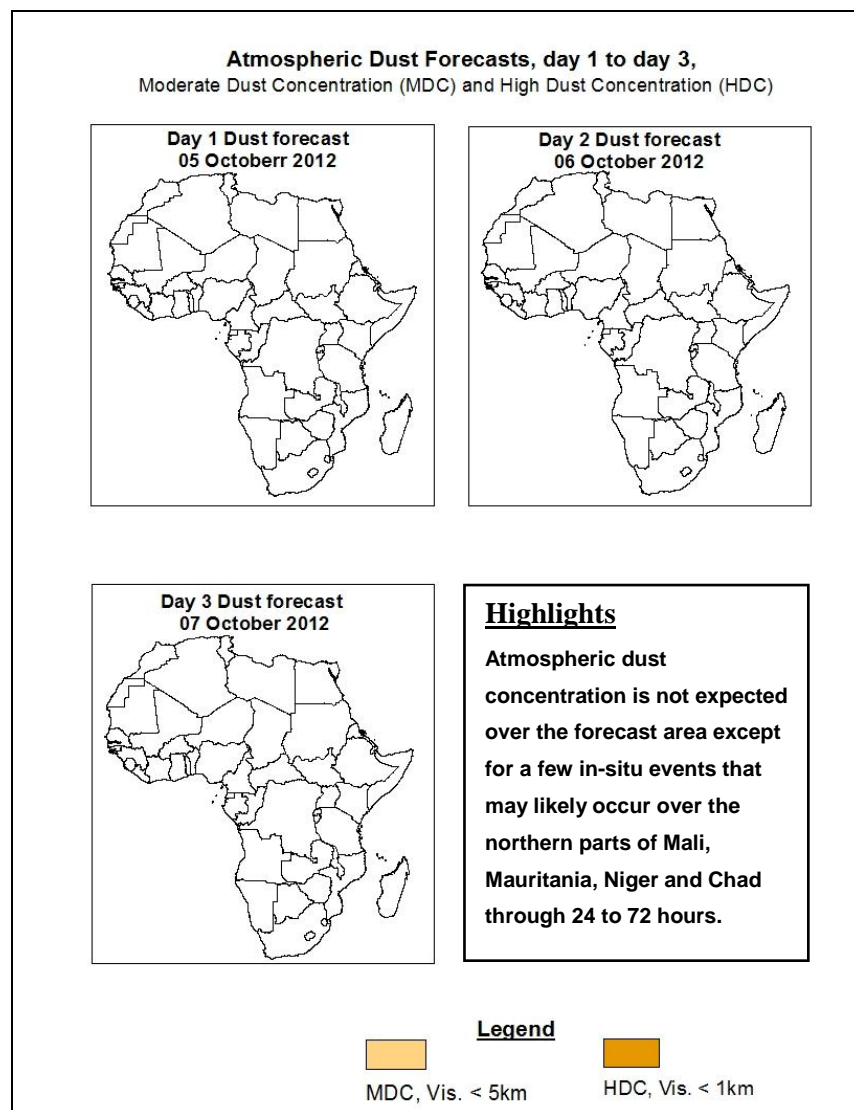 Atmospheric Dust Forecasts, day 1 to day 3,
Moderate Dust Concentration (MDC) and High Dust Concentration (HDC)
Day 1 Dust forecast
05 Octoberr 2012
Day 2 Dust forecast
06 October 2012
Day 3 Dust forecast
07 October 2012
Highlights
Atmospheric dust
concentration is not expected
over the forecast area except
for a few in-situ events that
may likely occur over the
northern parts of Mali,
Mauritania, Niger and Chad
through 24 to 72 hours.
Legend
MDC, Vis. < 5km
HDC, Vis. < 1km